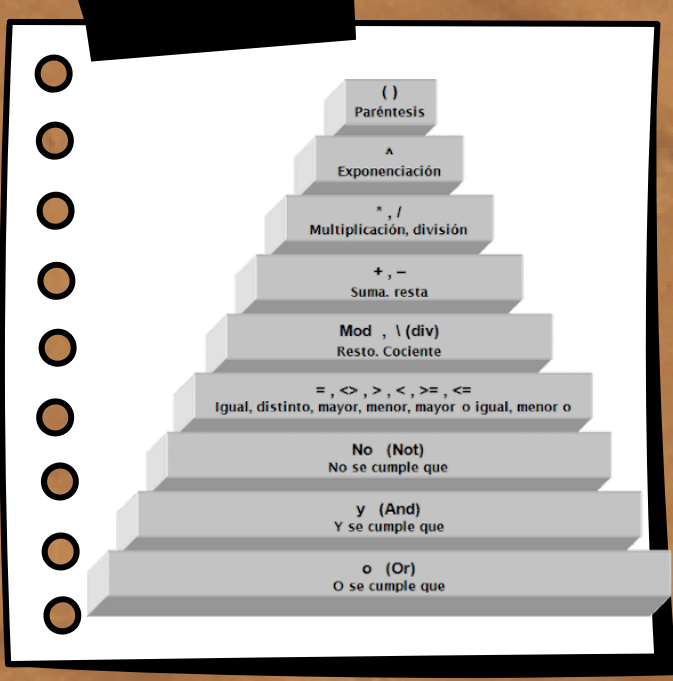 ( )
Paréntesis
^
Exponenciación
* , /
Multiplicación, división
+ , –
Suma. resta
Mod , \ (div)
Resto. Cociente
= , <> , > , < , >= , <=
Igual, distinto, mayor, menor, mayor o igual, menor o
No (Not)
No se cumple que
y (And)
Y se cumple que
o (Or)
O se cumple que